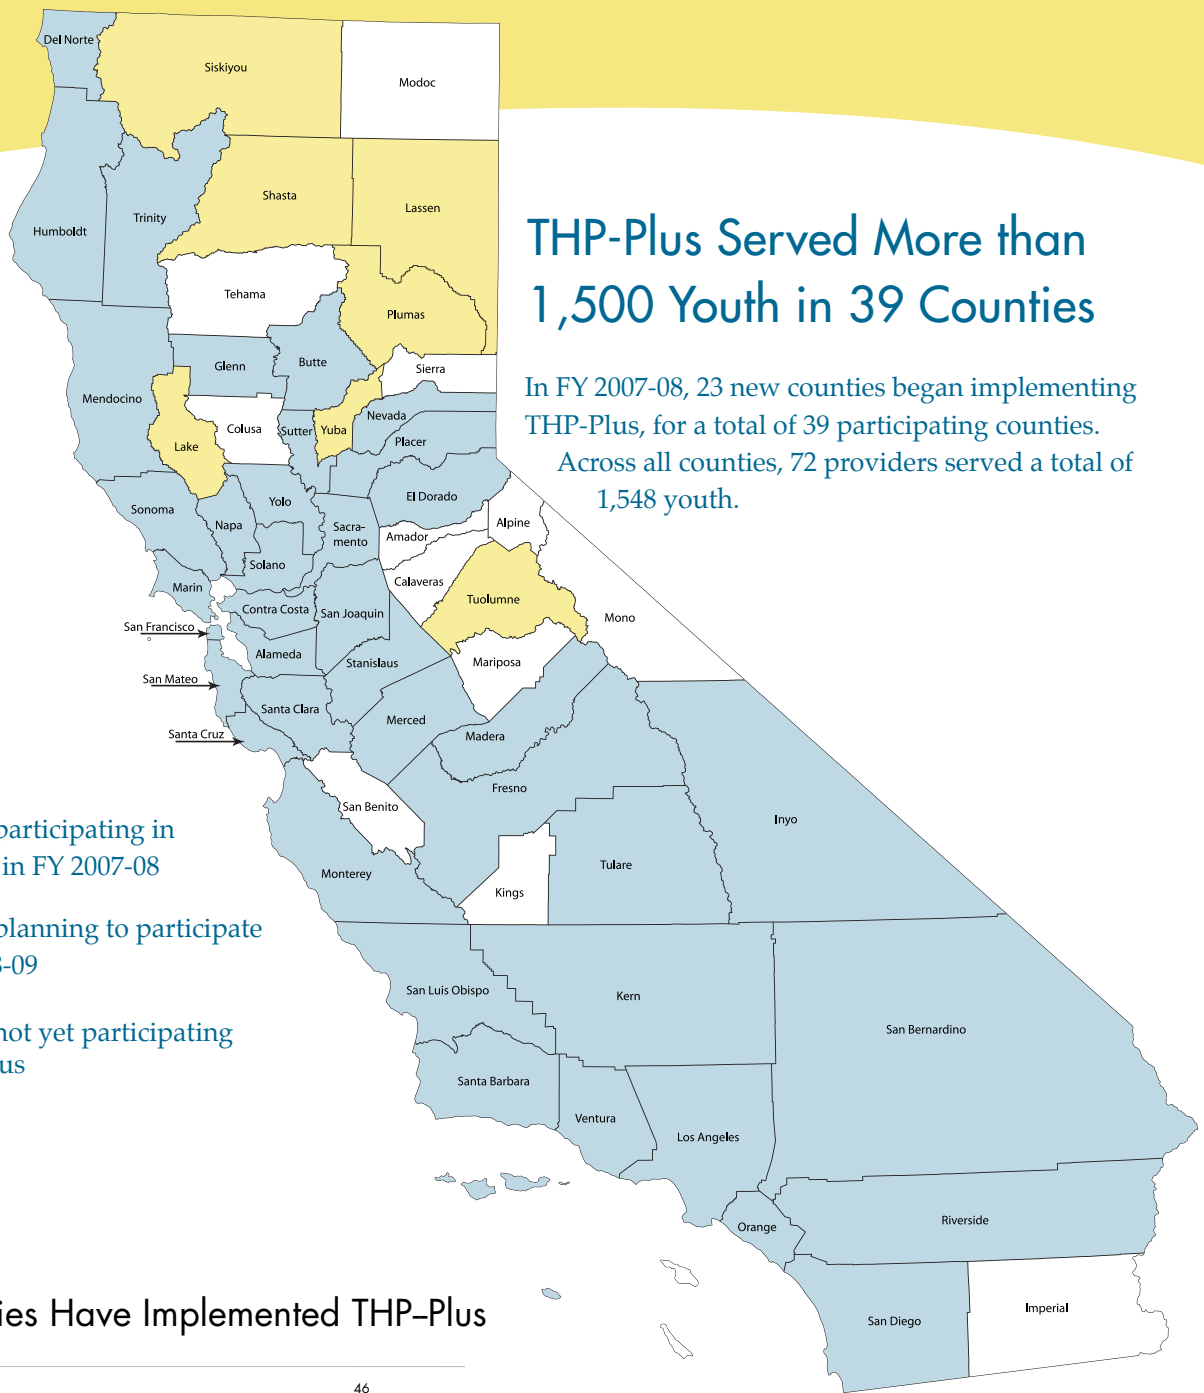 Del Norte
Siskiyou
Modoc
Shasta
Lassen
Humboldt
Trinity
Tehama
Plumas
THP-Plus Served More than
1,500 Youth in 39 Counties
In FY 2007-08, 23 new counties began implementing
THP-Plus, for a total of 39 participating counties.
Across all counties, 72 providers served a total of
1,548 youth.
Glenn
Butte
Sierra
Mendocino
Lake
Colusa
Sutter
Yuba
Nevada
Placer
El Dorado
Sonoma
Napa
Yolo
Sacra-
mento
Amador
Alpine
Solano
Calaveras
Marin
Tuolumne
Mono
Contra Costa
San Joaquin
San Francisco
Alameda
Stanislaus
Mariposa
San Mateo
Santa Clara
Merced
Santa Cruz
Madera
Fresno
San Benito
Inyo
Monterey
Kings
Tulare
participating in
in FY 2007-08
planning to participate
-09
not yet participating
us
San Luis Obispo
Kern
San Bernardino
Santa Barbara
Ventura
Los Angeles
Orange
Riverside
San Diego
Imperial
ies Have Implemented THP–Plus
46